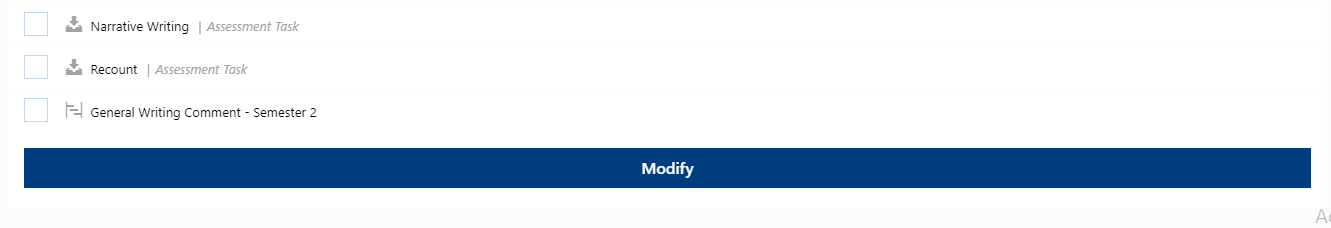 Narrative Writing | Assessment Task
Recount | Assessment Task
General Writing Comment - Semester 2
Modify